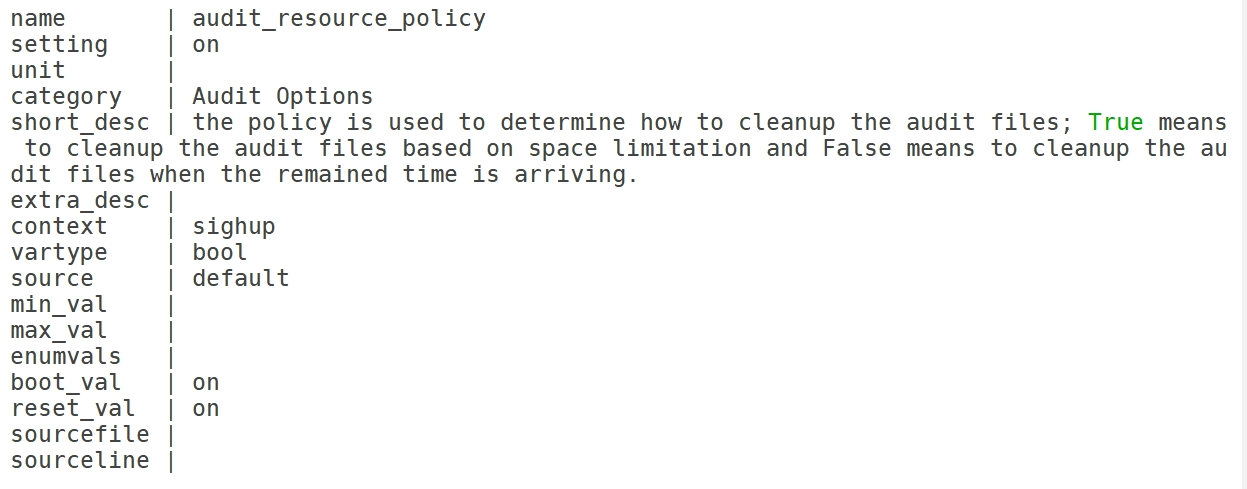 name       | audit_resource_policy
setting    | on
unit       |
category   | Audit Options
short_desc | the policy is used to determine how to cleanup the audit files; True means
 to cleanup the audit files based on space limitation and False means to cleanup the au
dit files when the remained time is arriving.
extra_desc |
context    | sighup
vartype    | bool
source     | default
min_val    |
max_val    |
enumvals   |
boot_val   | on
reset_val  | on
sourcefile |
sourceline |